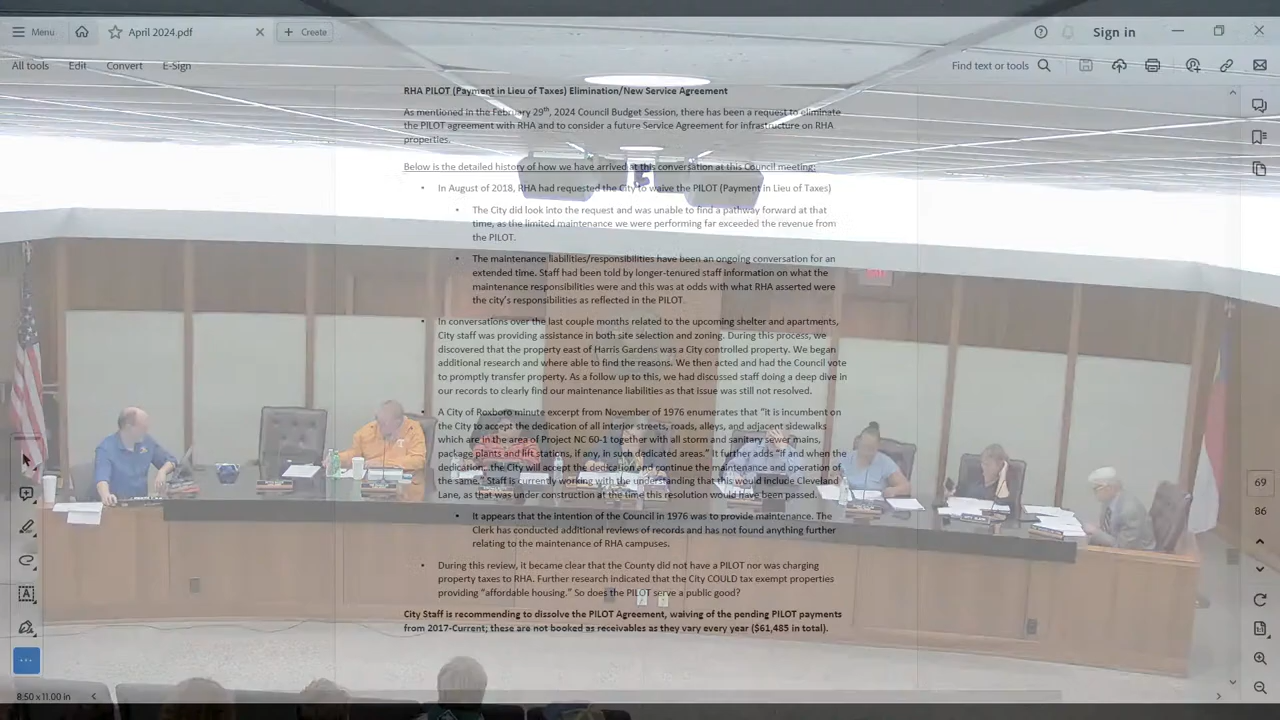 Menu
April 2024.pdf
Create
Sign in
All tools Edit Convert E-Sign
Find text or tools
RHA PILOT (Payment in Lieu of Taxes) Elimination/New Service Agreement
As mentioned in the February 29th, 2024 Council Budget Session, there has been a request to eliminate
the PILOT agreement with RHA and to consider a future Service Agreement for infrastructure on RHA
properties.
Below is the detailed history of how we have arrived at this conversation at this Council meeting:
• In August of 2018, RHA had requested the City to waive the PILOT (Payment in Lieu of Taxes)
• The City did look into the request and was unable to find a pathway forward at that
time, as the limited maintenance we were performing far exceeded the revenue from
the PILOT.
• The maintenance liabilities/responsibilities have been an ongoing conversation for an
extended time. Staff had been told by longer-tenured staff information on what the
maintenance responsibilities were and this was at odds with what RHA asserted were
the city's responsibilities as reflected in the PILOT.
• In conversations over the last couple months related to the upcoming shelter and apartments,
City staff was providing assistance in both site selection and zoning. During this process, we
discovered that the property east of Harris Gardens was a City controlled property. We began
additional research and where able to find the reasons. We then acted and had the Council vote
to promptly transfer property. As a follow up to this, we had discussed staff doing a deep dive in
our records to clearly find our maintenance liabilities as that issue was still not resolved.
• A City of Roxboro minute excerpt from November of 1976 enumerates that "it is incumbent on
the City to accept the dedication of all interior streets, roads, alleys, and adjacent sidewalks
which are in the area of Project NC 60-1 together with all storm and sanitary sewer mains,
package plants and lift stations, if any, in such dedicated areas." It further adds "if and when the
dedication...the City will accept the dedication and continue the maintenance and operation of
the same." Staff is currently working with the understanding that this would include Cleveland
Lane, as that was under construction at the time this resolution would have been passed.
• It appears that the intention of the Council in 1976 was to provide maintenance. The
Clerk has conducted additional reviews of records and has not found anything further
relating to the maintenance of RHA campuses.
• During this review, it became clear that the County did not have a PILOT nor was charging
property taxes to RHA. Further research indicated that the City COULD tax exempt properties
providing "affordable housing." So does the PILOT serve a public good?
City Staff is recommending to dissolve the PILOT Agreement, waiving of the pending PILOT payments
from 2017-Current; these are not booked as receivables as they vary every year ($61,485 in total).
69
86
8.50 x 11.00 in